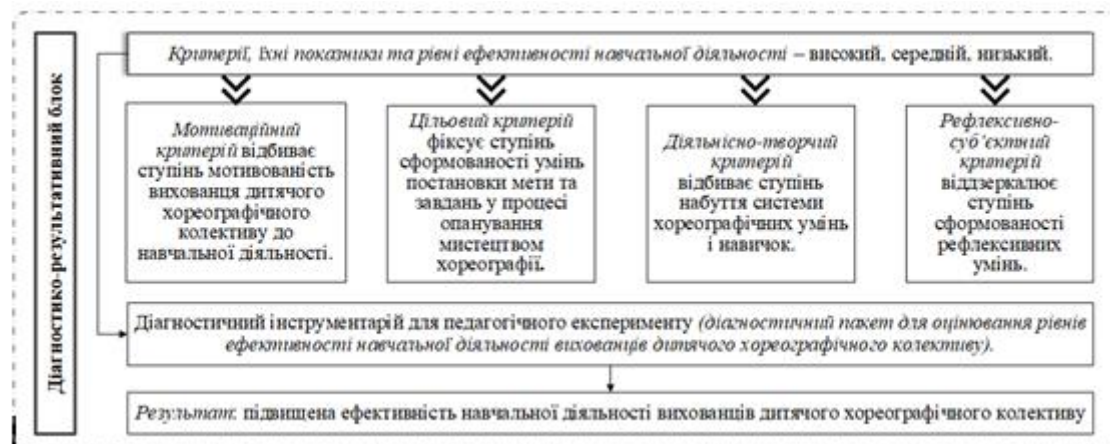 Діагностико-результативний блок
Критерії, їхні показники та рівні ефективності навчальної діяльності – високий, середній, низький.
Мотиваційний
критерій відбиває
ступінь мотивованість
вихованця дитячого
хореографічного
колективу до
навчальної діяльності.
Цільовий критерій
фіксує ступінь
сформованості умінь
постановки мети та
завдань у процесі
опанування
мистецтвом
хореографії.
Діяльнісно-творчий
критерій
відбиває ступінь
набуття системи
хореографічних умінь
і навичок.
Рефлексивно-
суб’єктний
критерій
віддзеркалює
ступінь
сформованості
рефлексивних
умінь.
Діагностичний інструментарій для педагогічного експерименту (діагностичний пакет для оцінювання рівнів
ефективності навчальної діяльності вихованців дитячого хореографічного колективу).
Результат: підвищена ефективність навчальної діяльності вихованців дитячого хореографічного колективу